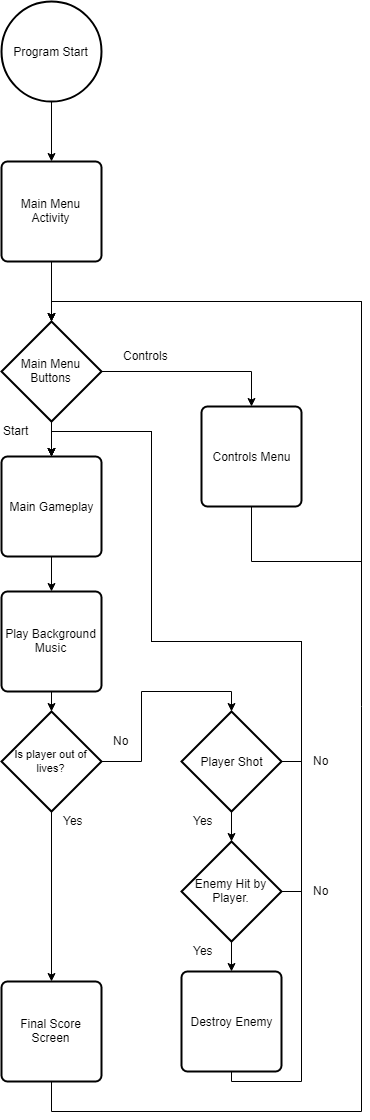 Program Start
Main Menu
Activity
Main Menu
Buttons
Controls
Start
Controls Menu
Main Gameplay
Play Background
Music
Is player out of
lives?
No
Player Shot
No
Yes
Yes
Enemy Hit by
Player.
No
Yes
Final Score
Screen
Destroy Enemy